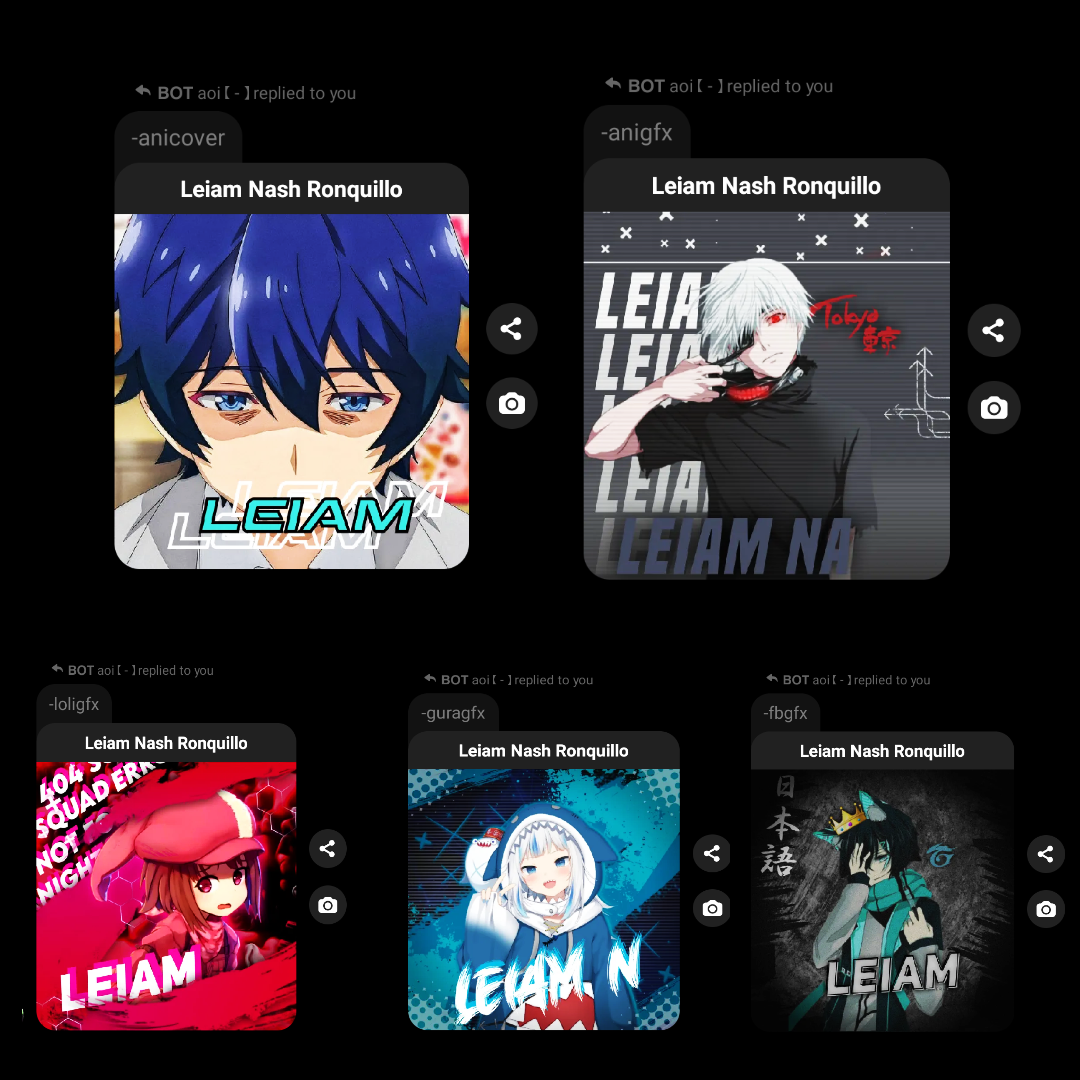 BOT aoi【 - 】replied to you
-anicover
Leiam Nash Ronquillo
LEIAM
LEIAM
LEIAM
BOT aoi【 - 】replied to you
-anigfx
Leiam Nash Ronquillo
LEIA
LEI
Tokyo
東京
LEIA
LEIAM NA
BOT aoi【 - 】replied to you
-loligfx
Leiam Nash Ronquillo
404
SQUAD ERR
NOT
NIGH
LEIAM
BOT aoi【 - 】replied to you
-guragfx
Leiam Nash Ronquillo
LEIAM N
BOT aoi【 - 】replied to you
-fbgfx
Leiam Nash Ronquillo
日
本
語
LEIAM